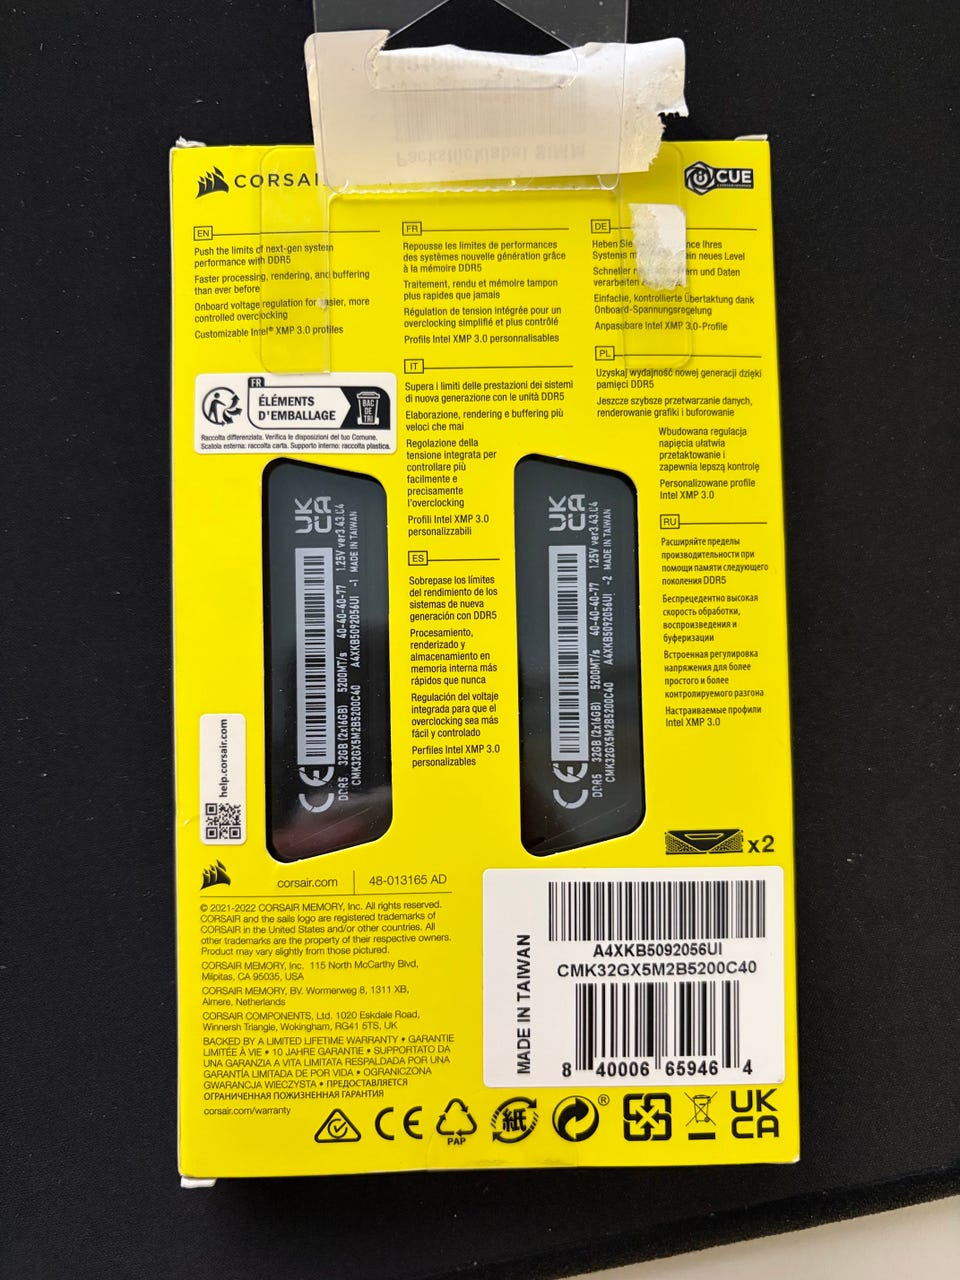 CORSAI
CUE
EN
Push the limits of next-gen system
performance with DDR5
Faster processing, rendering, and buffering
than ever before
Onboard voltage regulation for easier, more
controlled overclocking
Customizable Intel® XMP 3.0 profiles
FR
Repousse les limites de performances
des systèmes nouvelle génération grâce
à la mémoire DDR5
Traitement, rendu et mémoire tampon
plus rapides que jamais
Régulation de tension intégrée pour un
overclocking simplifié et plus contrôlé
Profils Intel XMP 3.0 personnalisables
DE
Heben Sie Ihres
Systems ein neues Level
Schneller und Daten
Einfache, kontrollierte Übertaktung dank
Onboard-Spannungsregelung
Anpassbare Intel XMP 3.0-Profile
IT
Supera i limiti delle prestazioni dei sistemi
di nuova generazione con le unità DDR5
Elaborazione, rendering e buffering più
veloci che mai
Regolazione della
tensione integrata per
controllare più
facilmente e
precisamente
l'overclocking
Profili Intel XMP 3.0
personalizzabili
PL
Uzyskaj wydajność nowej generacji dzięki
pamięci DDR5
Jeszcze szybsze przetwarzanie danych,
renderowanie grafiki i buforowanie
Wbudowana regulacja
napięcia ułatwia
przetaktowanie i
zapewnia lepszą kontrolę
Personalizowane profile
Intel XMP 3.0
ES
Sobrepase los límites
del rendimiento de los
sistemas de nueva
generación con DDR5
Procesamiento,
renderizado y
almacenamiento en
memoria interna más
rápidos que nunca
Regulación del voltaje
integrada para que el
overclocking sea más
fácil y controlado
Perfiles Intel XMP 3.0
personalizables
RU
Расширяйте пределы
производительности при
помощи памяти следующего
поколения DDR5
Беспрецедентно высокая
скорость обработки,
воспроизведения и
буферизации
Встроенная регулировка
напряжения для более
простого и более
контролируемого разгона
Настраиваемые профили
Intel XMP 3.0
FR
ÉLÉMENTS
D'EMBALLAGE
BAC
DE
TRI
Raccolta differenziata. Verifica le disposizioni del tuo Comune.
Scatola esterna: raccolta carta. Supporto interno: raccolta plastica.
UK
CA
CE
DDR5 32GB (2x16GB) 5200MT/s 40-40-40-77 1.25V ver3.43.04
CMK32GX5M2B5200C40 A4XKB5092056UI -1 MADE IN TAIWAN
UK
CA
CE
DDR5 32GB (2x16GB) 5200MT/s 40-40-40-77 1.25V ver3.43.04
CMK32GX5M2B5200C40 A4XKB5092056UI -2 MADE IN TAIWAN
help.corsair.com
x2
corsair.com
48-013165 AD
© 2021-2022 CORSAIR MEMORY, Inc. All rights reserved.
CORSAIR and the sails logo are registered trademarks of
CORSAIR in the United States and/or other countries. All
other trademarks are the property of their respective owners.
Product may vary slightly from those pictured.
CORSAIR MEMORY, Inc. 115 North McCarthy Blvd,
Milpitas, CA 95035, USA
CORSAIR MEMORY, BV. Wormerweg 8, 1311 XB,
Almere, Netherlands
CORSAIR COMPONENTS, Ltd. 1020 Eskdale Road,
Winnersh Triangle, Wokingham, RG41 5TS, UK
BACKED BY A LIMITED LIFETIME WARRANTY • GARANTIE
LIMITÉE À VIE • 10 JAHRE GARANTIE • SUPPORTATO DA
UNA GARANZIA A VITA LIMITATA RESPALDADA POR UNA
GARANTÍA LIMITADA DE POR VIDA • OGRANICZONA
GWARANCJA WIECZYSTA • ПРЕДОСТАВЛЯЕТСЯ
ОГРАНИЧЕННАЯ ПОЖИЗНЕННАЯ ГАРАНТИЯ
corsair.com/warranty
MADE IN TAIWAN
A4XKB5092056UI
CMK32GX5M2B5200C40
8 40006 65946 4
CE
PAP
紙
®
UK
CA